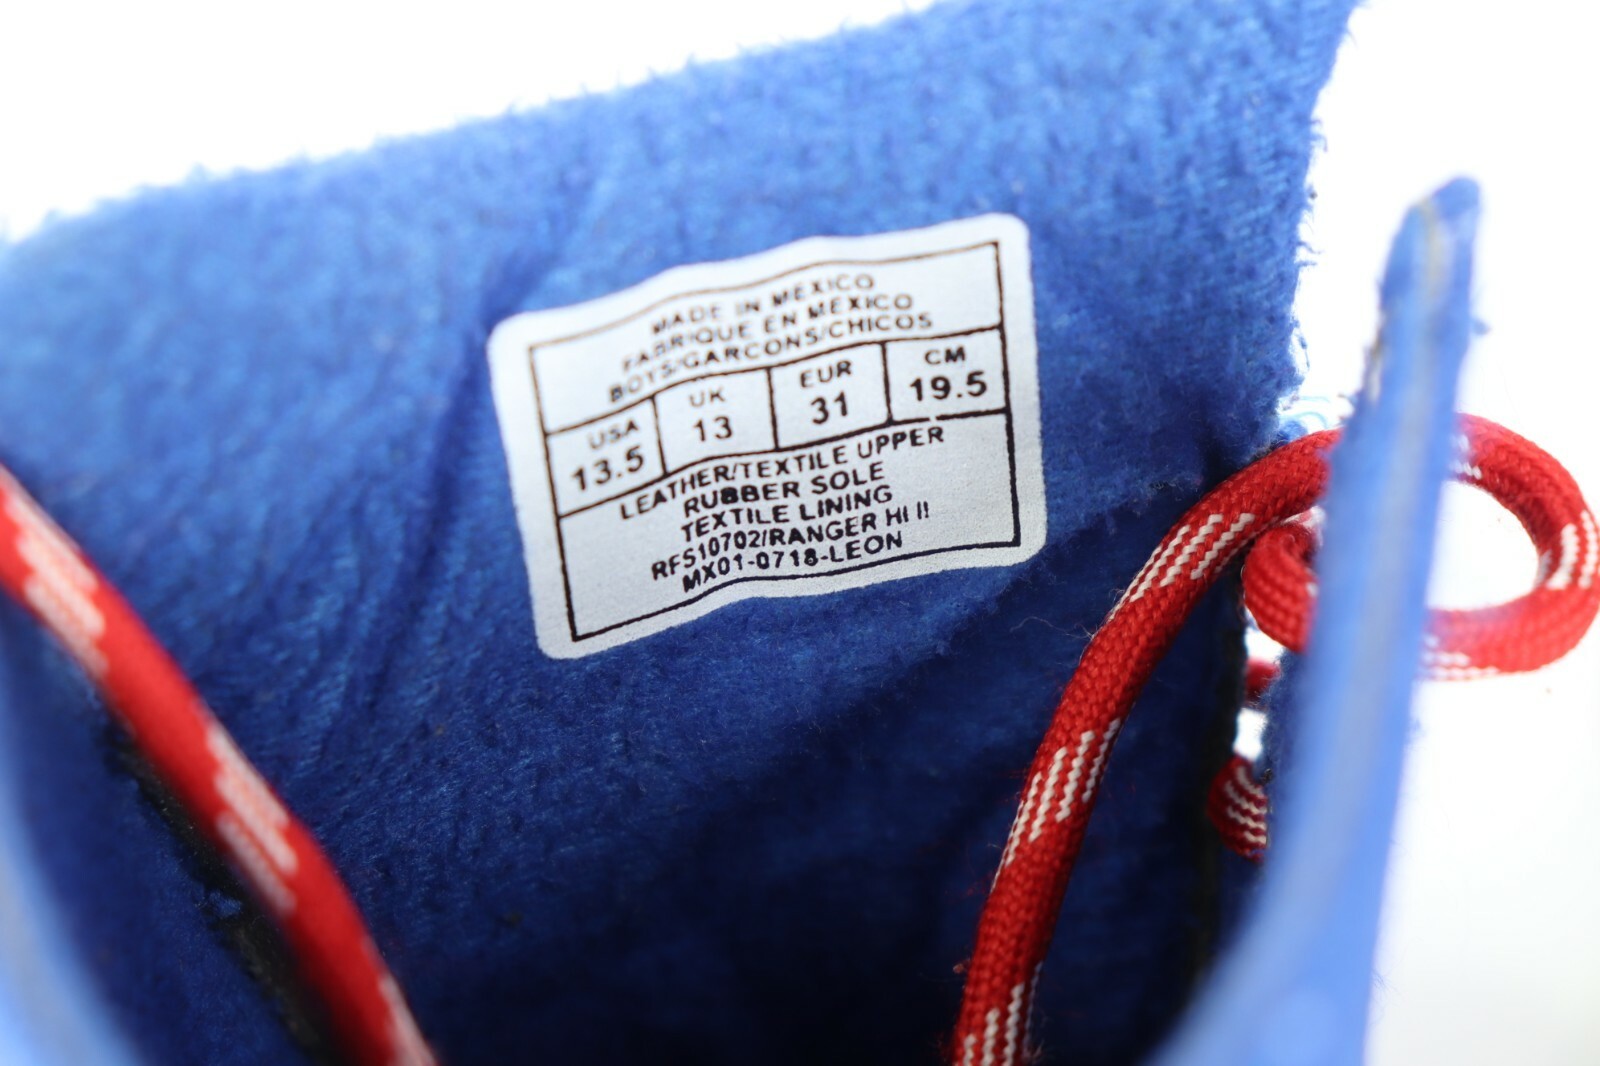 MADE IN MEXICO
FABRIQUE EN MEXICO
BOYS/GARCONS/CHICOS
USA UK EUR CM
13.5 13 31 19.5
LEATHER/TEXTILE UPPER
RUBBER SOLE
TEXTILE LINING
RFS10702/RANGER HI II
MX01-0718-LEON